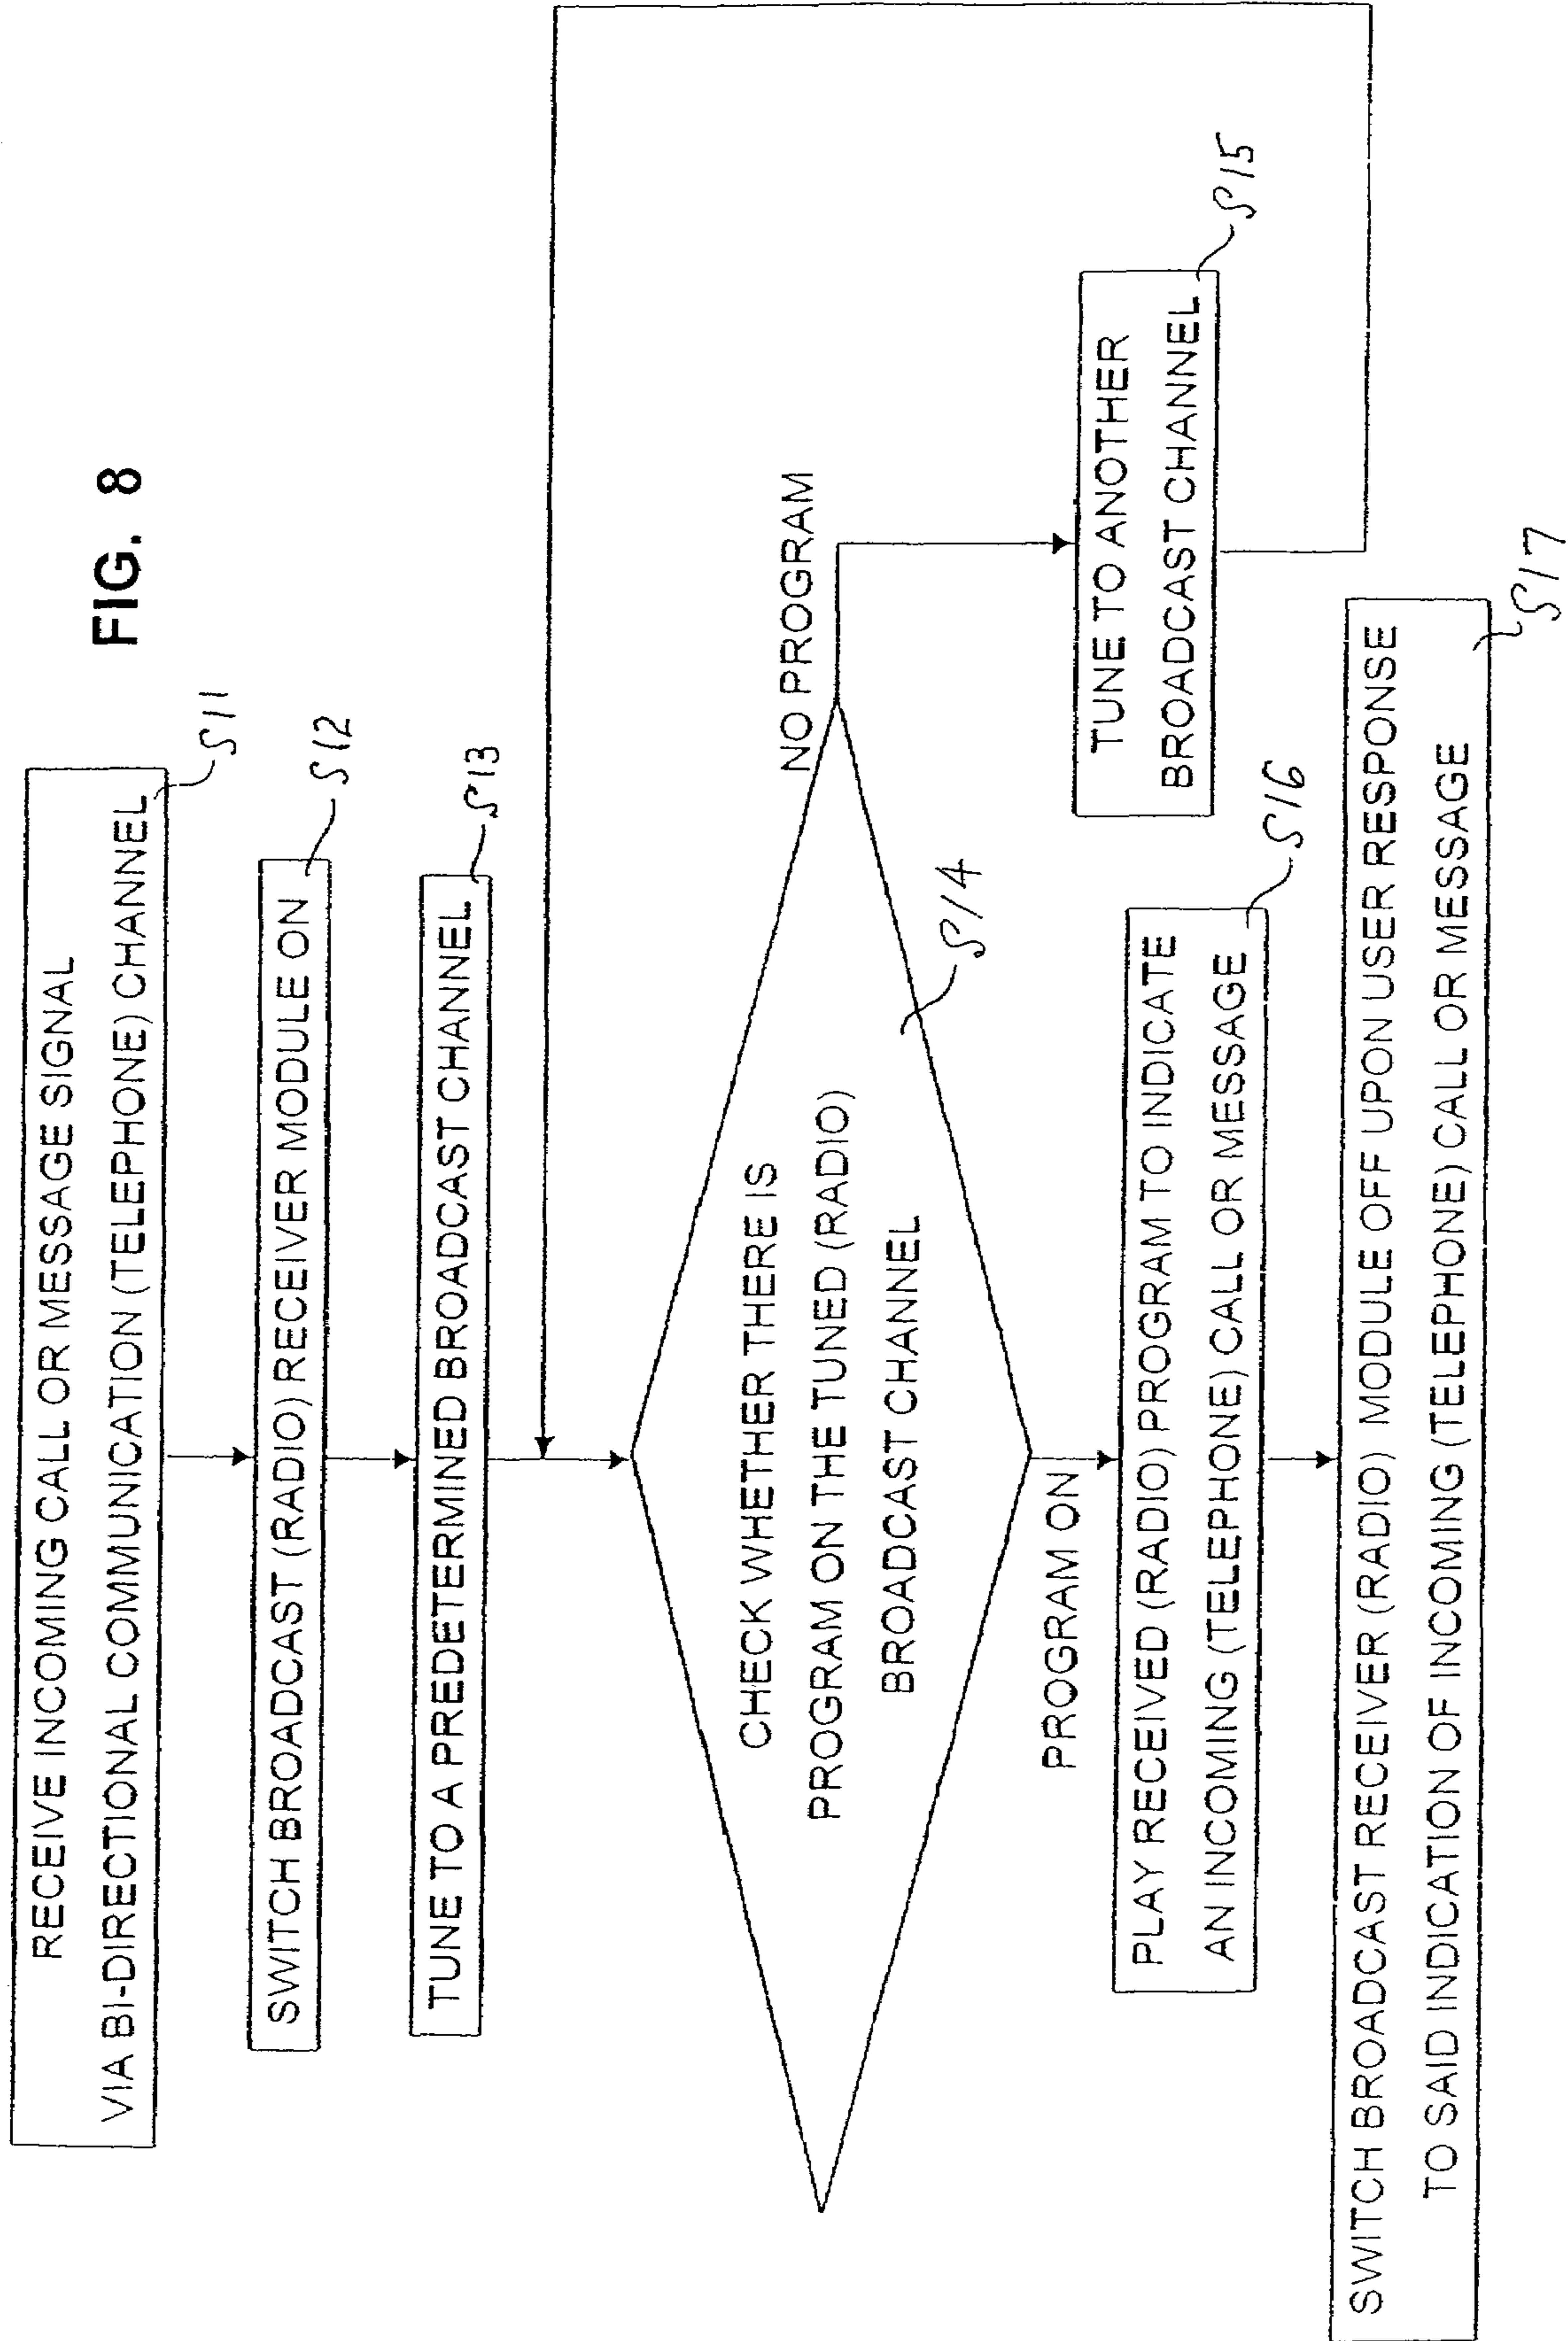 FIG. 8
RECEIVE INCOMING CALL OR MESSAGE SIGNAL
VIA BI-DIRECTIONAL COMMUNICATION (TELEPHONE) CHANNEL
S11
SWITCH BROADCAST (RADIO) RECEIVER MODULE ON
S12
TUNE TO A PREDETERMINED BROADCAST CHANNEL
S13
CHECK WHETHER THERE IS
PROGRAM ON THE TUNED (RADIO)
BROADCAST CHANNEL
S14
NO PROGRAM
TUNE TO ANOTHER
BROADCAST CHANNEL
S15
PROGRAM ON
PLAY RECEIVED (RADIO) PROGRAM TO INDICATE
AN INCOMING (TELEPHONE) CALL OR MESSAGE
S16
SWITCH BROADCAST RECEIVER (RADIO) MODULE OFF UPON USER RESPONSE
TO SAID INDICATION OF INCOMING (TELEPHONE) CALL OR MESSAGE
S17